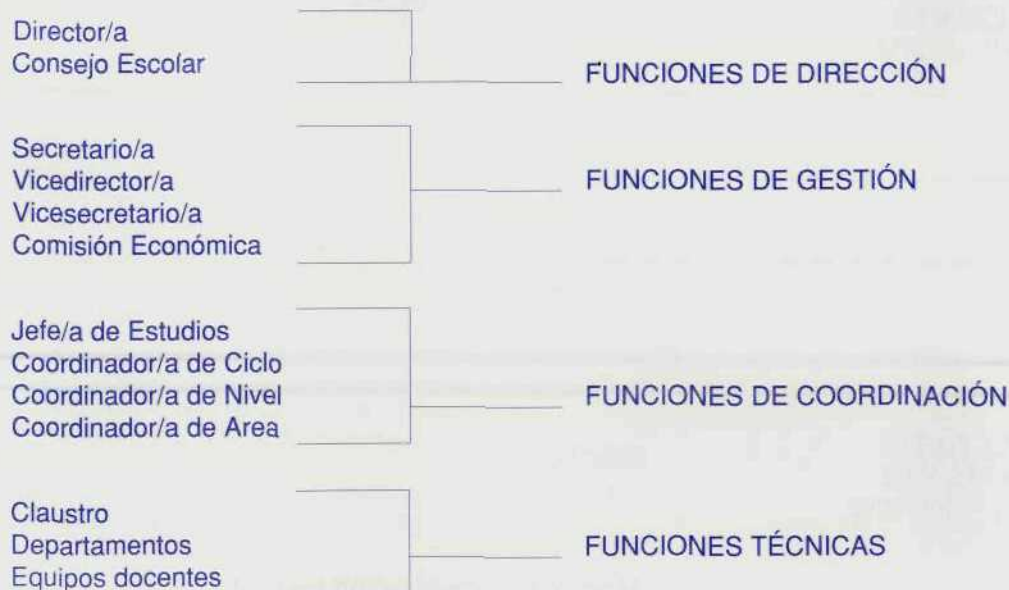 Director/a
Consejo Escolar
FUNCIONES DE DIRECCIÓN
Secretario/a
Vicedirector/a
Vicesecretario/a
Comisión Económica
FUNCIONES DE GESTIÓN
Jefe/a de Estudios
Coordinador/a de Ciclo
Coordinador/a de Nivel
Coordinador/a de Area
FUNCIONES DE COORDINACIÓN
Claustro
Departamentos
Equipos docentes
FUNCIONES TÉCNICAS